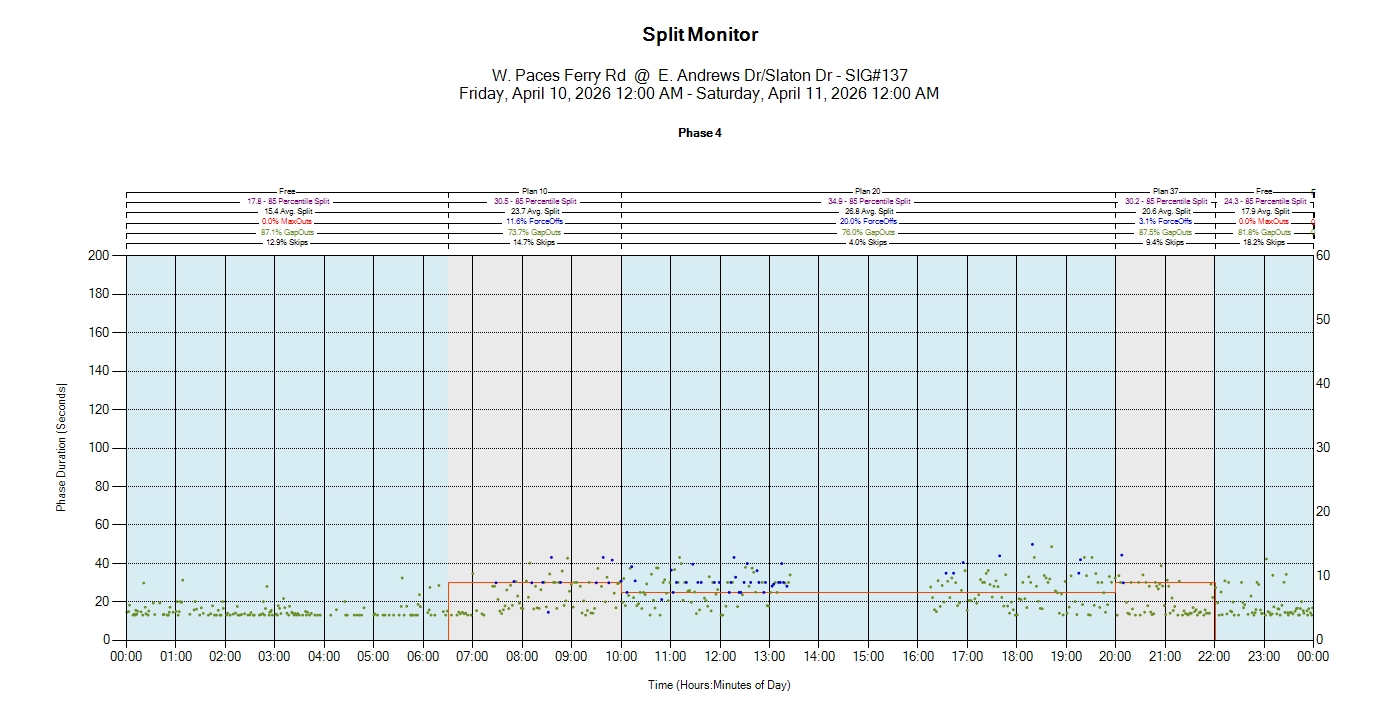 Split Monitor
W. Paces Ferry Rd @ E. Andrews Dr/Slaton Dr - SIG#137
Friday, April 10, 2026 12:00 AM - Saturday, April 11, 2026 12:00 AM
Phase 4
Free Plan 10 Plan 20 Plan 37 Free
17.8 - 85 Percentile Split 30.5 - 85 Percentile Split 34.9 - 85 Percentile Split 30.2 - 85 Percentile Split 24.3 - 85 Percentile Split
15.4 Avg. Split 23.7 Avg. Split 26.8 Avg. Split 20.6 Avg. Split 17.9 Avg. Split
0.0% MaxOuts 11.6% ForceOffs 20.0% ForceOffs 3.1% ForceOffs 0.0% MaxOuts
87.1% GapOuts 73.7% GapOuts 76.0% GapOuts 87.5% GapOuts 81.8% GapOuts
12.9% Skips 14.7% Skips 4.0% Skips 9.4% Skips 18.2% Skips
200 60
180
160 50
140
40
120
100 30
80
20
60
40
10
20
0 0
Phase Duration (Seconds)
00:00 01:00 02:00 03:00 04:00 05:00 06:00 07:00 08:00 09:00 10:00 11:00 12:00 13:00 14:00 15:00 16:00 17:00 18:00 19:00 20:00 21:00 22:00 23:00 00:00
Time (Hours:Minutes of Day)